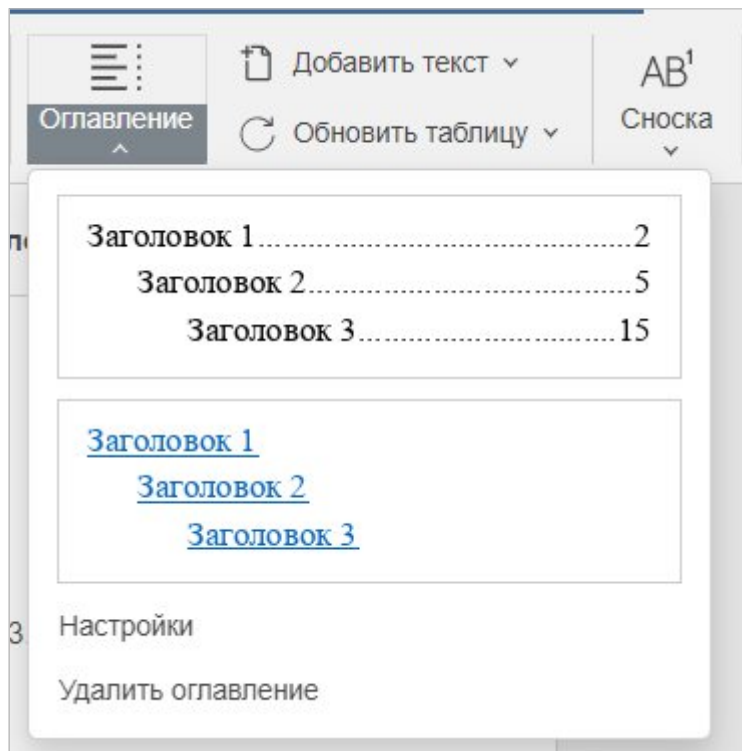 Добавить текст
AB¹
Оглавление
Обновить таблицу
Сноска
Заголовок 1..........................................2
Заголовок 2....................................5
Заголовок 3............................15
Заголовок 1
Заголовок 2
Заголовок 3
3
Настройки
Удалить оглавление